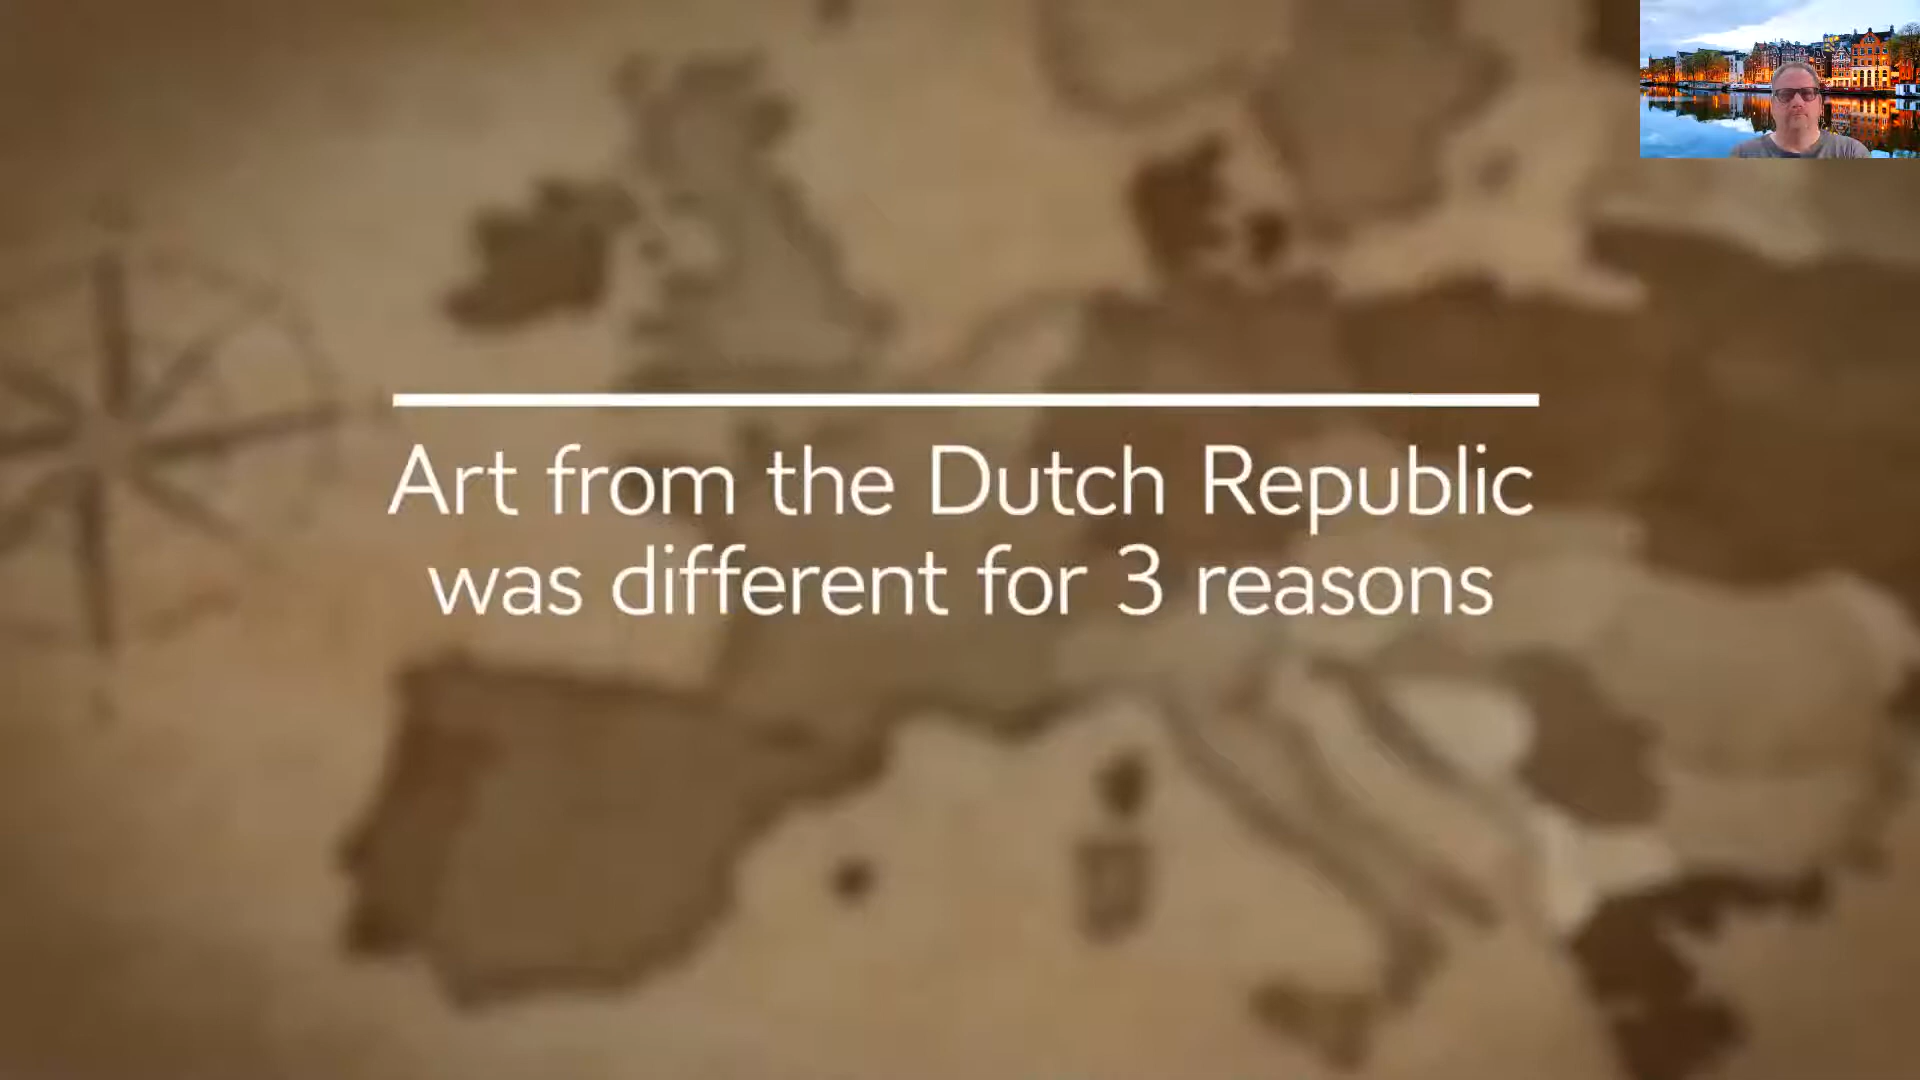 Art from the Dutch Republic
was different for 3 reasons